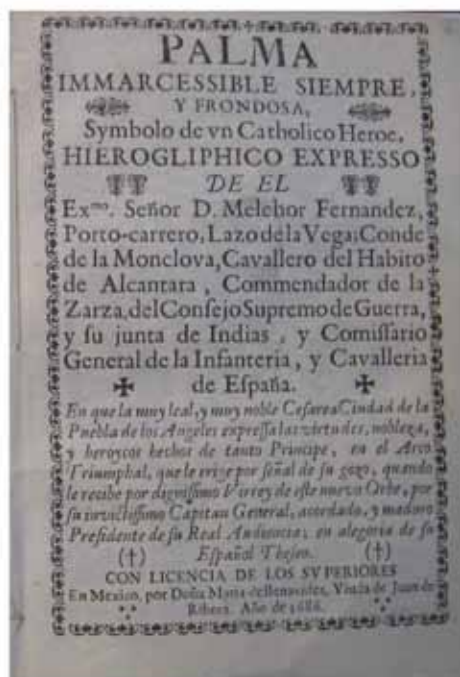 PALMA
IMMARCESSIBLE SIEMPRE,
Y FRONDOSA,
Symbolo de vn Catholico Heroe,
HIEROGLIPHICO EXPRESSO
DE EL
Exmo. Señor D. Melchor Fernandez,
Porto-carrero, Lazo de la Vega; Conde
de la Monclova, Cavallero del Habito
de Alcantara, Commendador de la
Zarza, del Consejo Supremo de Guerra,
y su junta de Indias, y Comissario
General de la Infanteria, y Cavalleria
de España.
En que la muy leal, y muy noble Cesarea Ciudad de la
Puebla de los Angeles expressa las virtudes, nobleza,
y heroycos hechos de tanto Principe, en el Arco
Triumphal, que le erige por señal de su gozo, quando
le recibe por dignissimo Virrey de este nuevo Orbe, por
su invictissimo Capitan General, acordado, y maduro
Presidente de su Real Audiencia; en alegoria de su
(†) Español Theseo. (†)
CON LICENCIA DE LOS SVPERIORES
En Mexico, por Doña Maria de Benavides, Viuda de Juan de
Ribera. Año de 1686.